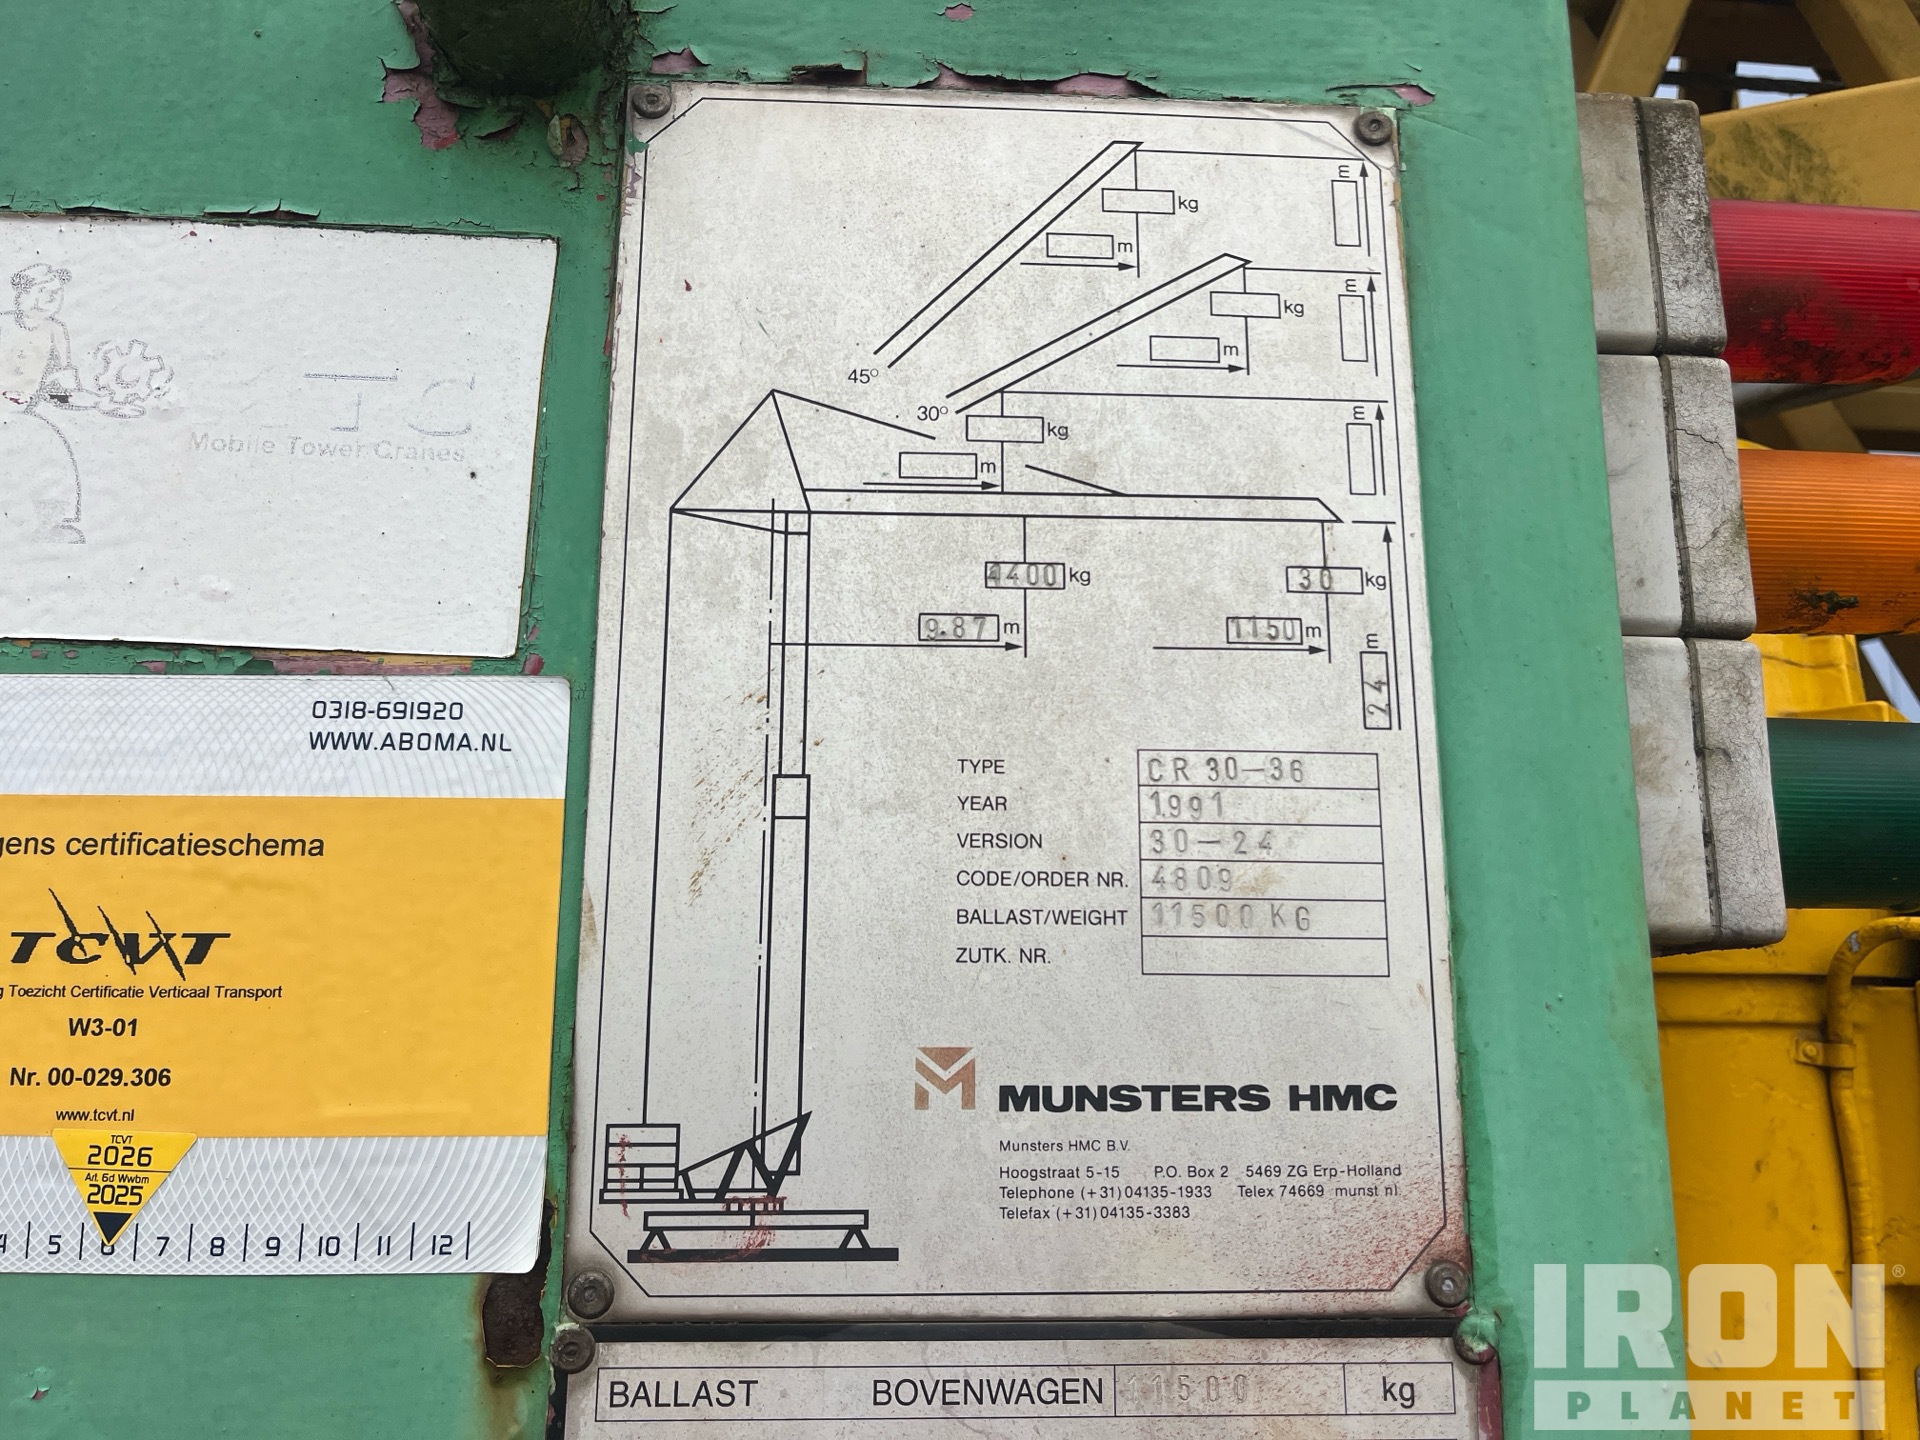 kg
m
m
kg
m
m
45°
30°
kg
m
m
4400 kg
30 kg
9.87 m
1150 m
24 m
TYPE CR 30-36
YEAR 1991
VERSION 30-24
CODE/ORDER NR. 4809
BALLAST/WEIGHT 11500 KG
ZUTK. NR.
MUNSTERS HMC
Munsters HMC B.V.
Hoogstraat 5-15 P.O. Box 2 5469 ZG Erp-Holland
Telephone (+31) 04135-1933 Telex 74669 munst nl
Telefax (+31) 04135-3383
BALLAST BOVENWAGEN 11500 kg
Mobile Tower Cranes
0318-691920
WWW.ABOMA.NL
gens certificatieschema
TCVT
g Toezicht Certificatie Verticaal Transport
W3-01
Nr. 00-029.306
www.tcvt.nl
TCVT
2026
Art. 6d Wwbm
2025
4 | 5 | 6 | 7 | 8 | 9 | 10 | 11 | 12 |
IRON
PLANET